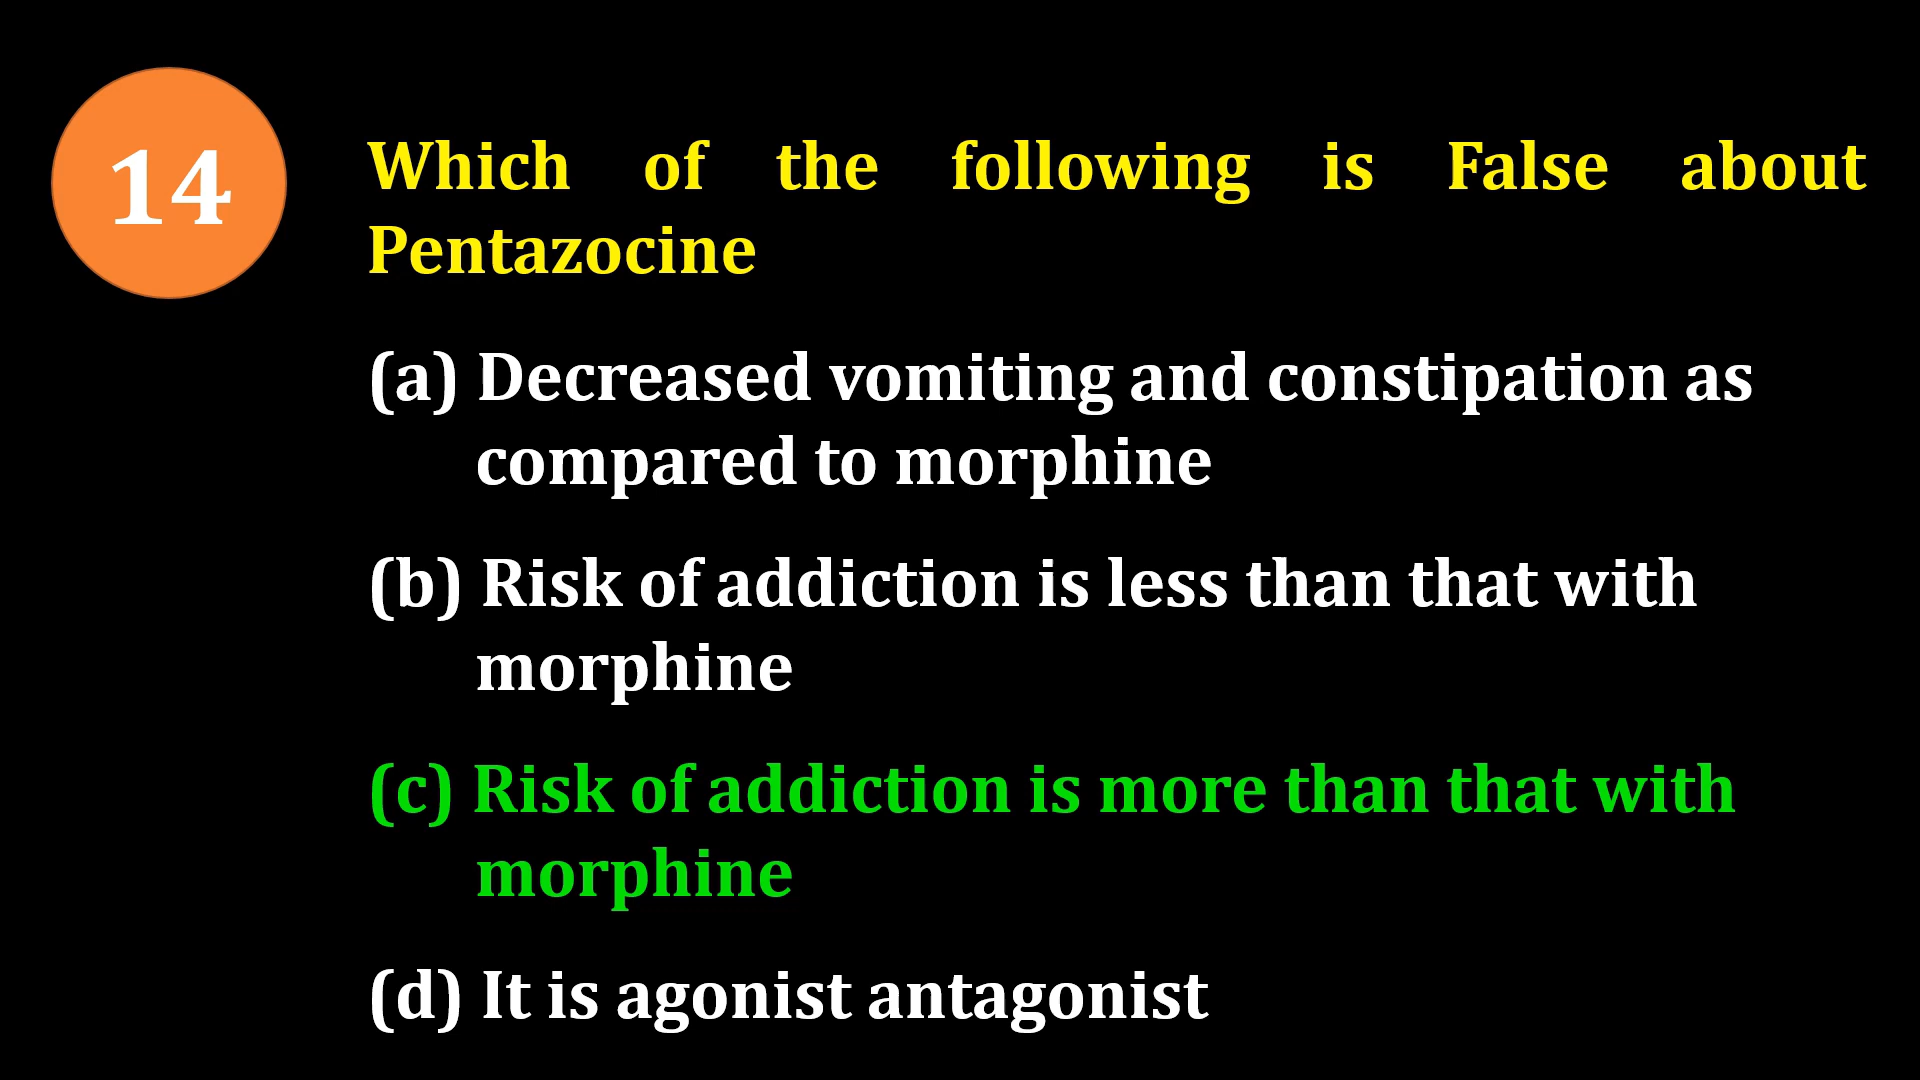 14
Which of the following is False about
Pentazocine
(a) Decreased vomiting and constipation as
compared to morphine
(b) Risk of addiction is less than that with
morphine
(c) Risk of addiction is more than that with
morphine
(d) It is agonist antagonist